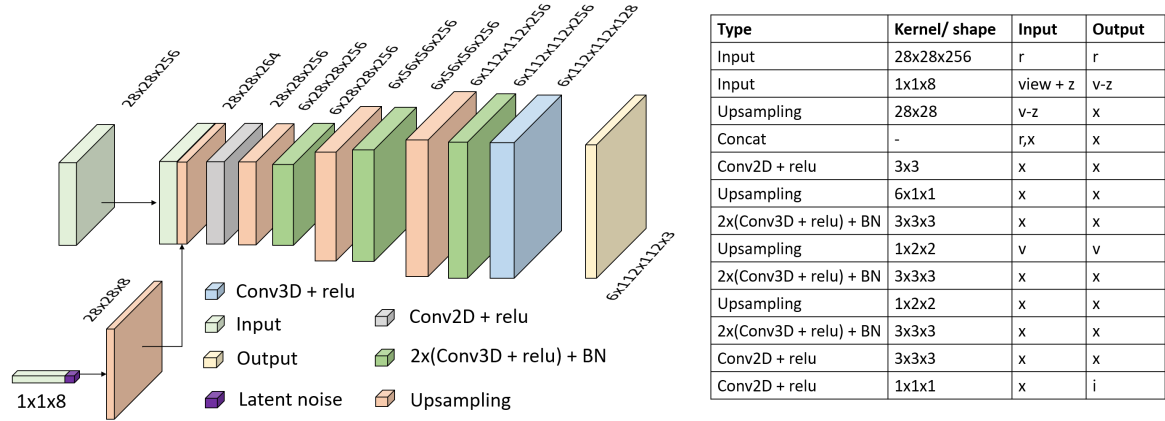 28x28x256
28x28x264
28x28x256
6x28x28x256
6x28x28x256
6x56x56x256
6x56x56x256
6x112x112x256
6x112x112x256
6x112x112x128
6x112x112x3
28x28x8
1x1x8
Conv3D + relu
Input
Output
Latent noise
Conv2D + relu
2x(Conv3D + relu) + BN
Upsampling
Type Kernel/ shape Input Output
Input 28x28x256 r r
Input 1x1x8 view + z v-z
Upsampling 28x28 v-z x
Concat - r,x x
Conv2D + relu 3x3 x x
Upsampling 6x1x1 x x
2x(Conv3D + relu) + BN 3x3x3 x x
Upsampling 1x2x2 v v
2x(Conv3D + relu) + BN 3x3x3 x x
Upsampling 1x2x2 x x
2x(Conv3D + relu) + BN 3x3x3 x x
Conv2D + relu 3x3x3 x x
Conv2D + relu 1x1x1 x i